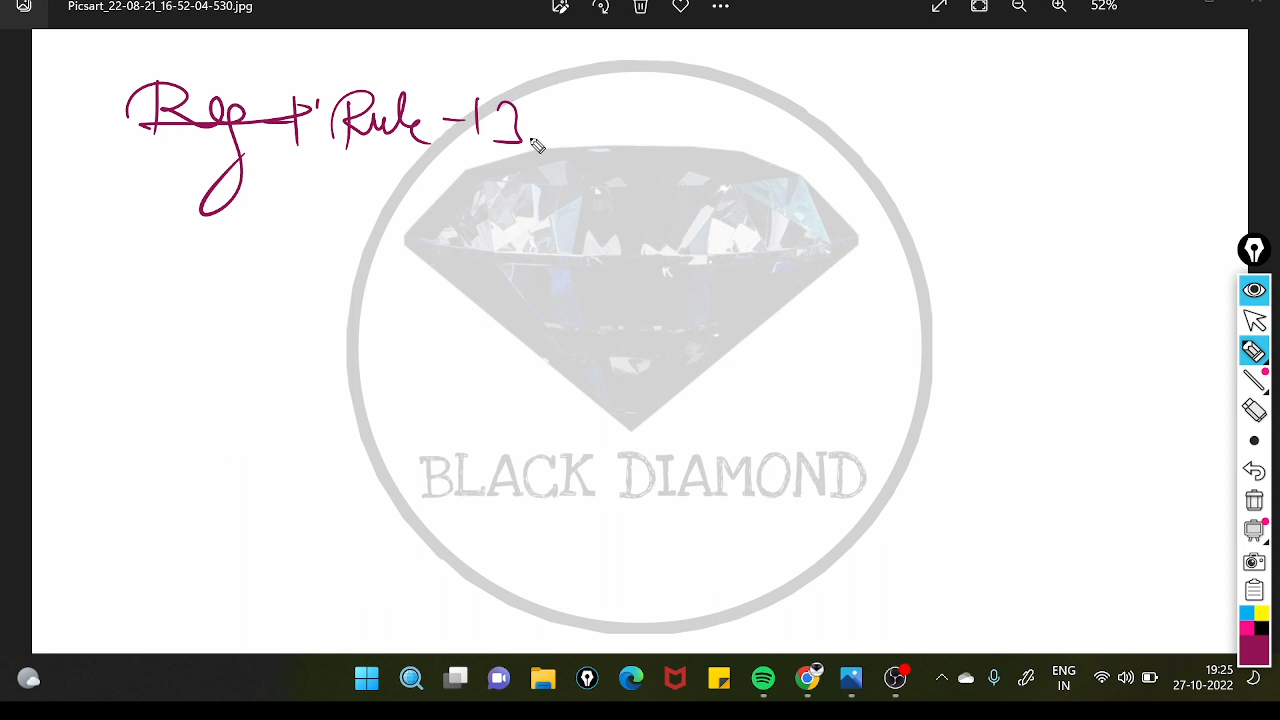 Picsart_22-08-21_16-52-04-530.jpg
52%
Rule -13
BLACK DIAMOND
ENG
IN
19:25
27-10-2022